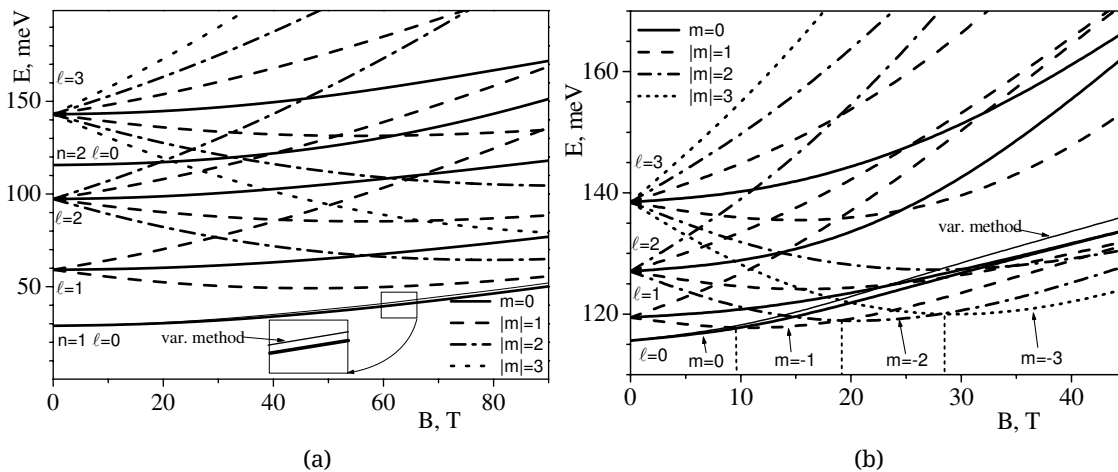 E, meV
150
100
50
0
20
40
60
80
B, T
ℓ=3
n=2 ℓ=0
ℓ=2
ℓ=1
n=1 ℓ=0
var. method
m=0
|m|=1
|m|=2
|m|=3
(a)
E, meV
160
140
120
0
10
20
30
40
B, T
m=0
|m|=1
|m|=2
|m|=3
ℓ=3
ℓ=2
ℓ=1
ℓ=0
var. method
m=0
m=-1
m=-2
m=-3
(b)